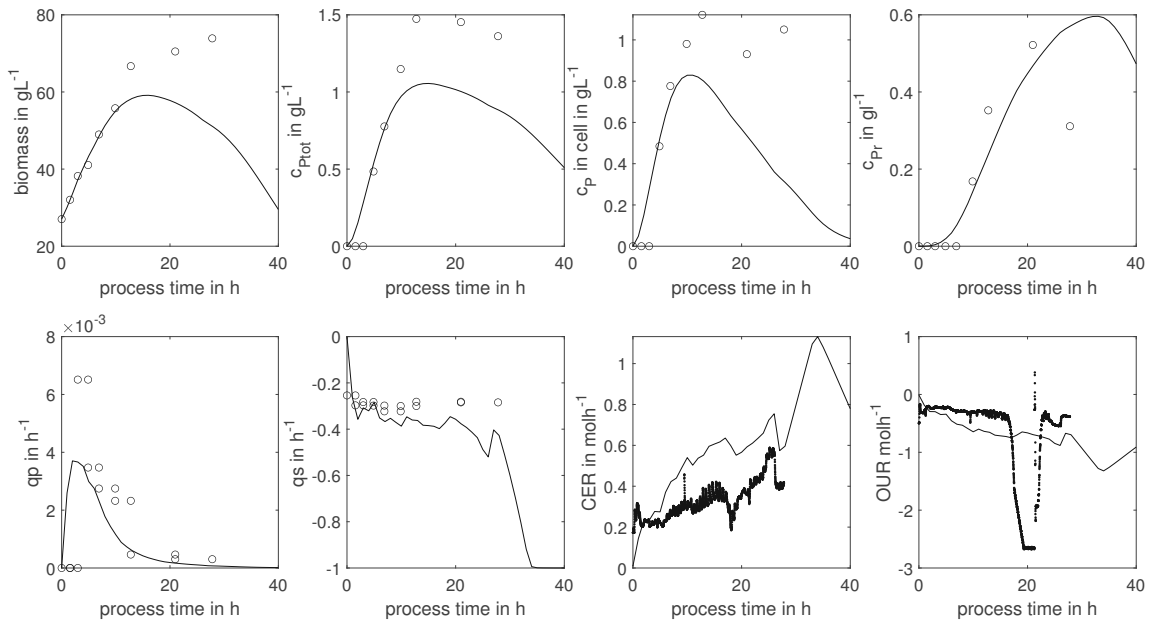 80
60
40
20
0 20 40
biomass in gL⁻¹
process time in h
1.5
1
0.5
0
0 20 40
c_Ptot in gL⁻¹
process time in h
1
0.8
0.6
0.4
0.2
0
0 20 40
c_P in cell in gL⁻¹
process time in h
0.6
0.4
0.2
0
0 20 40
c_Pr in gl⁻¹
process time in h
×10⁻³
8
6
4
2
0
0 20 40
qp in h⁻¹
process time in h
0
-0.2
-0.4
-0.6
-0.8
-1
0 20 40
qs in h⁻¹
process time in h
1
0.8
0.6
0.4
0.2
0
0 20 40
CER in molh⁻¹
process time in h
1
0
-1
-2
-3
0 20 40
OUR molh⁻¹
process time in h